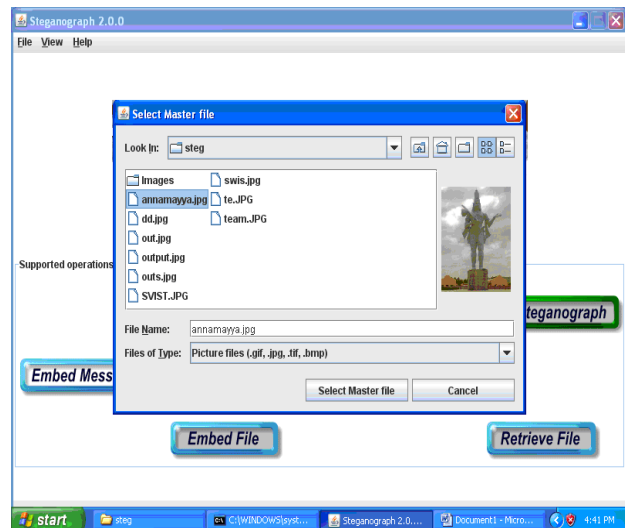 Steganograph 2.0.0
File View Help
Select Master file
Look In: steg
Images swis.jpg
annamayya.jpg te..JPG
dd.jpg team..JPG
out.jpg
output.jpg
outs.jpg
SVIST.JPG
File Name: annamayya.jpg
Files of Type: Picture files (.gif, .jpg, .tif, .bmp)
Select Master file Cancel
Supported operations
teganograph
Embed Mess
Embed File Retrieve File
start steg C:\WINDOWS\syst... Steganograph 2.0.... Document1 - Micro... 4:41 PM